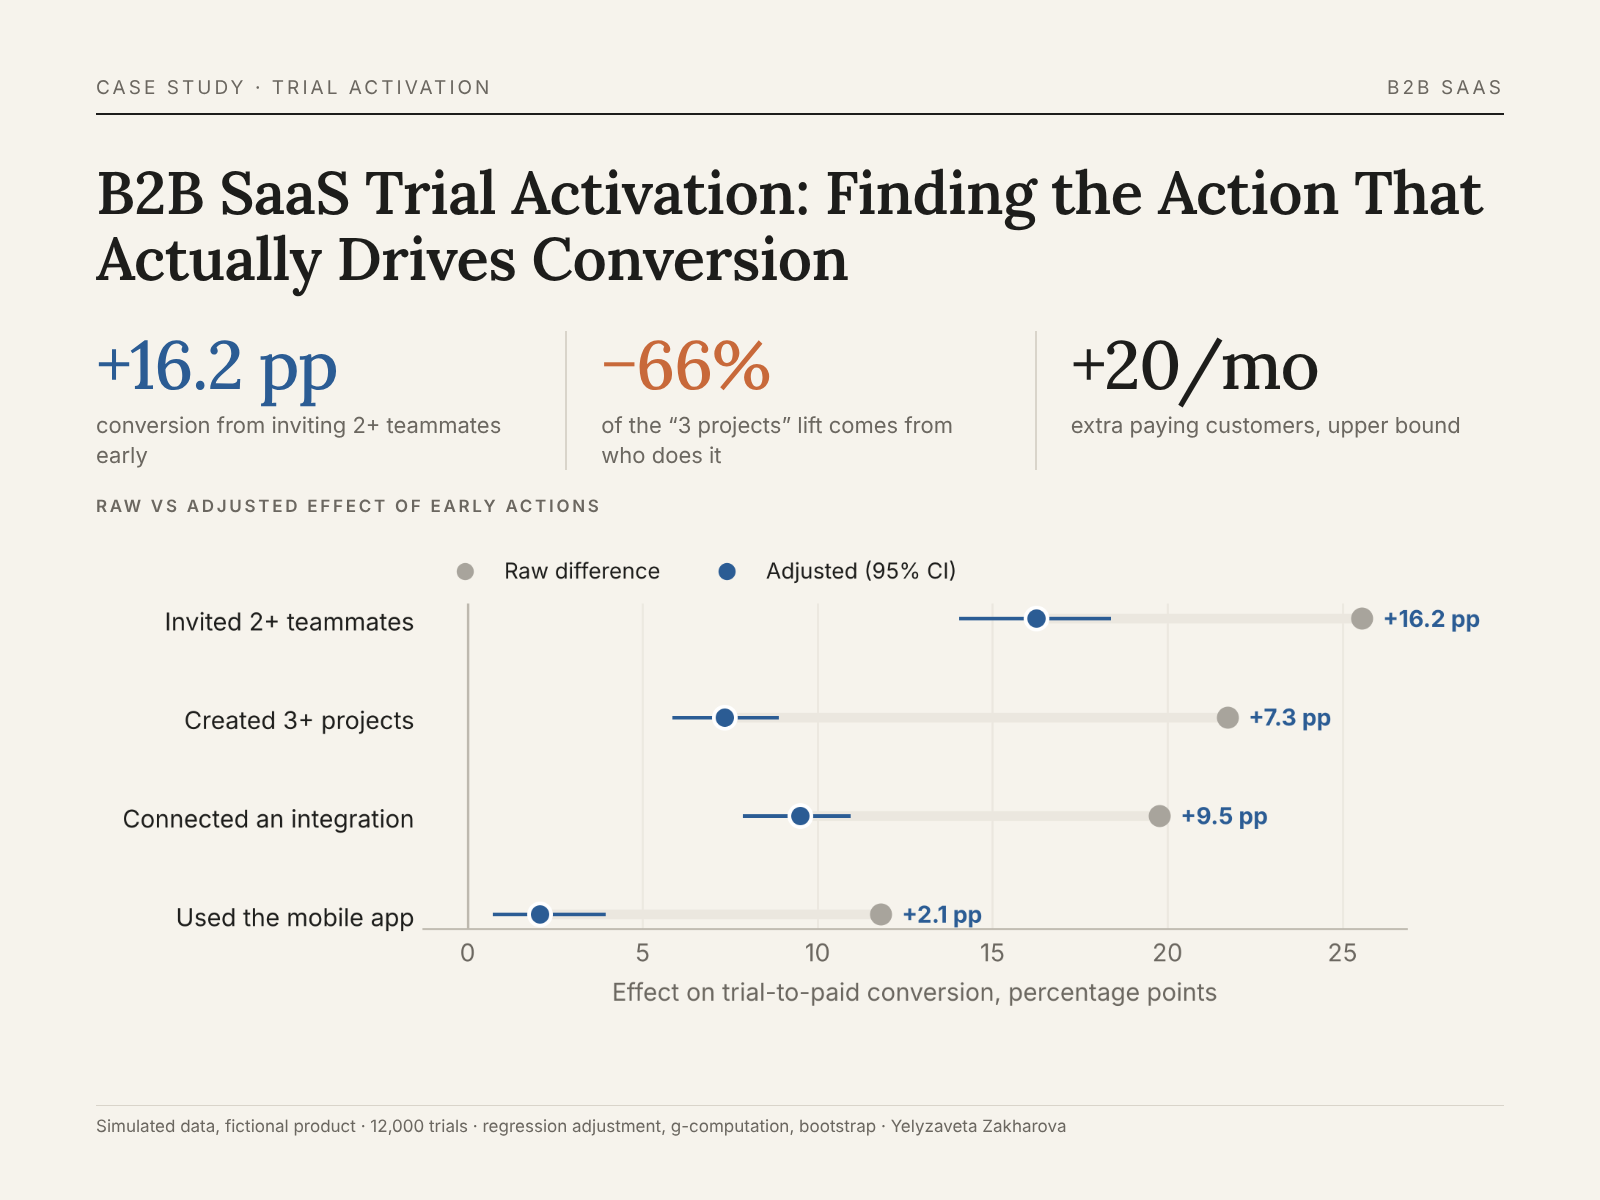 CASE STUDY · TRIAL ACTIVATION
B2B SAAS
B2B SaaS Trial Activation: Finding the Action That
Actually Drives Conversion
+16.2 pp
conversion from inviting 2+ teammates
early
−66%
of the “3 projects” lift comes from
who does it
+20/mo
extra paying customers, upper bound
RAW VS ADJUSTED EFFECT OF EARLY ACTIONS
Raw difference
Adjusted (95% CI)
Invited 2+ teammates
+16.2 pp
Created 3+ projects
+7.3 pp
Connected an integration
+9.5 pp
Used the mobile app
+2.1 pp
0 5 10 15 20 25
Effect on trial-to-paid conversion, percentage points
Simulated data, fictional product · 12,000 trials · regression adjustment, g-computation, bootstrap · Yelyzaveta Zakharova